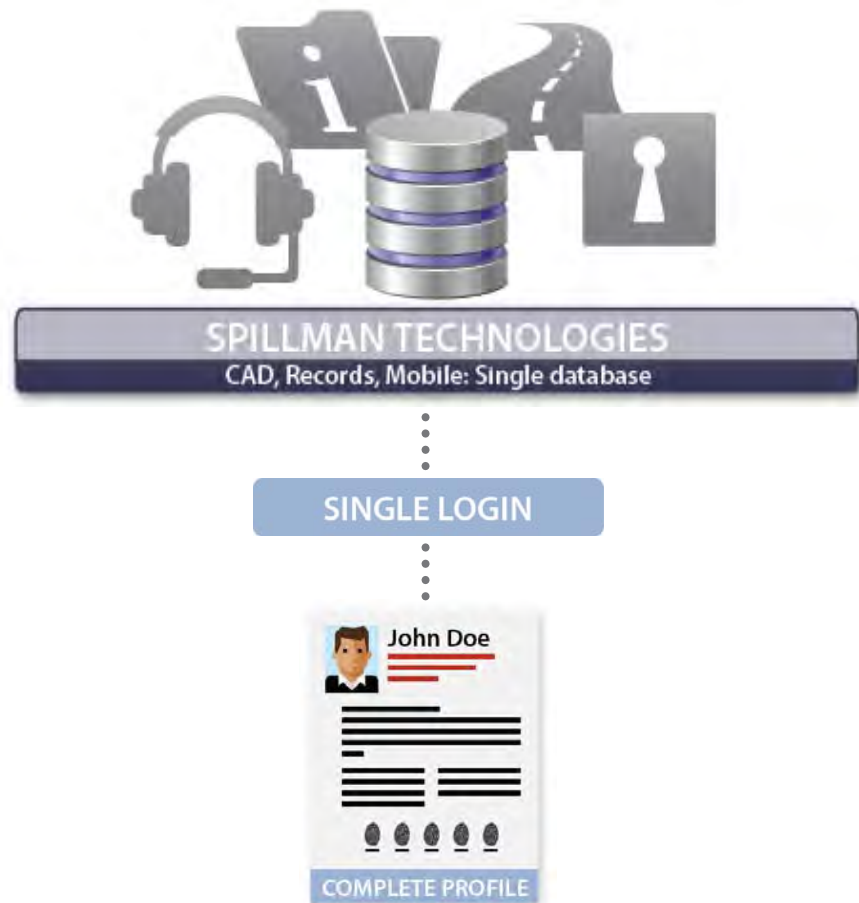 SPILLMAN TECHNOLOGIES
CAD, Records, Mobile: Single database
SINGLE LOGIN
John Doe
COMPLETE PROFILE